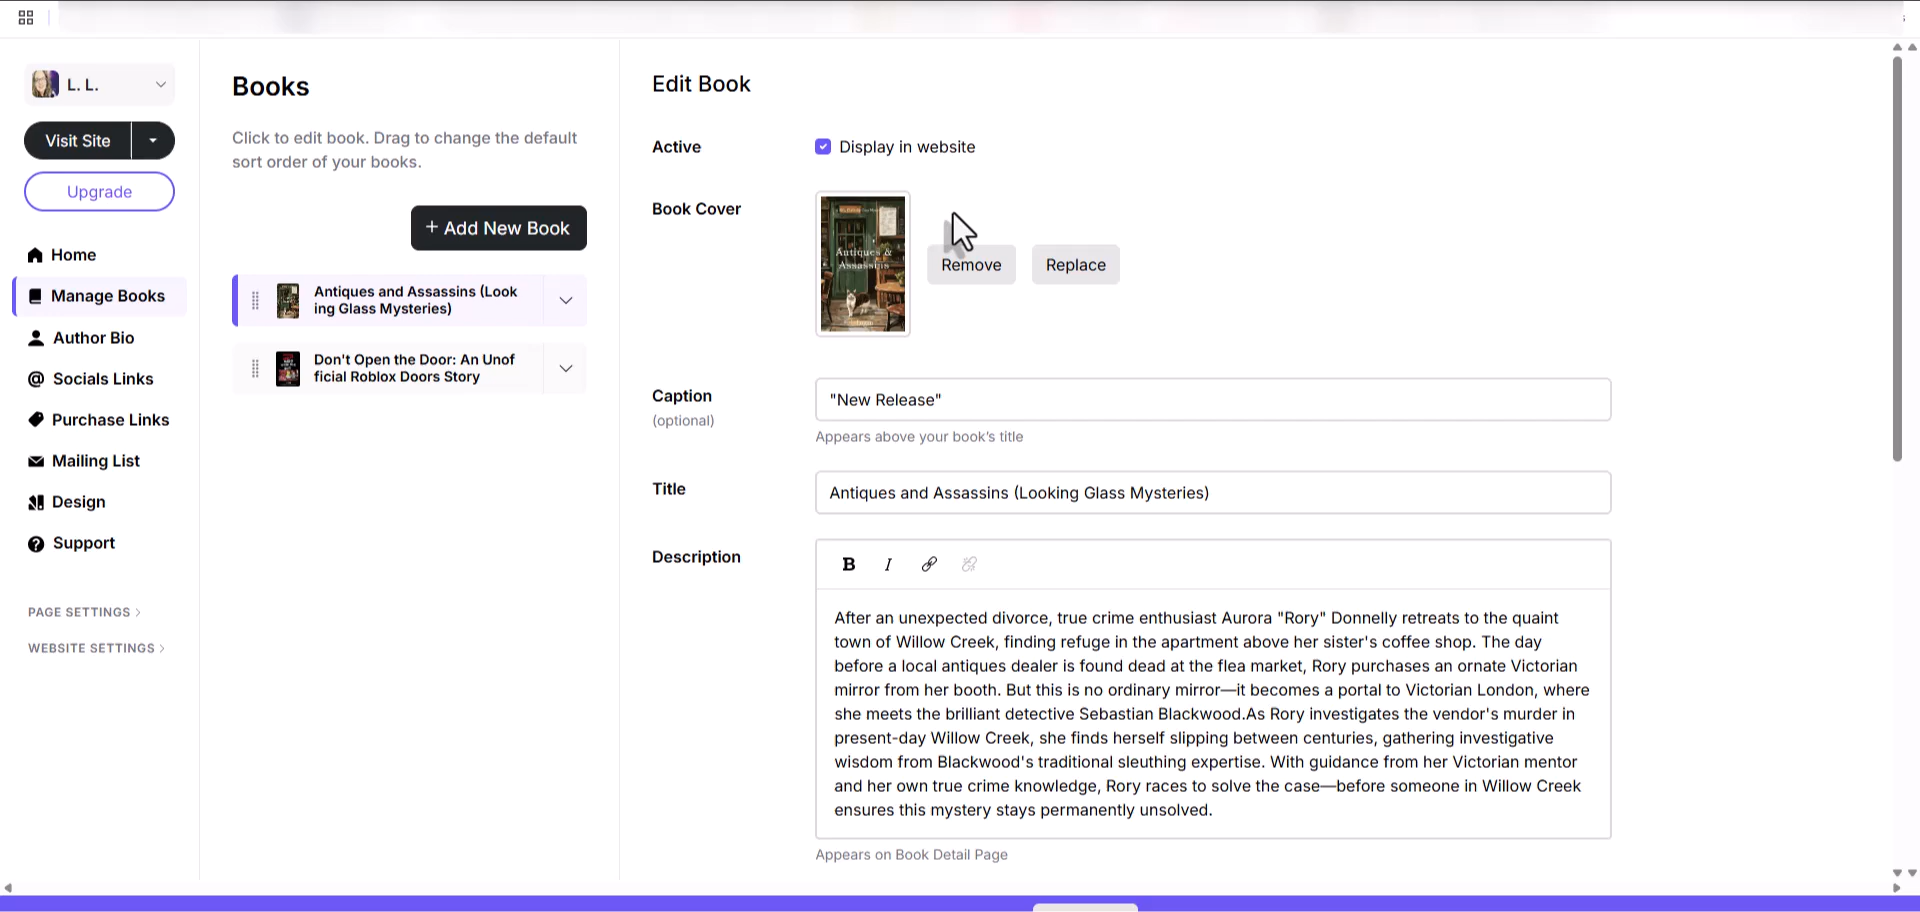 L. L.
Visit Site
Upgrade
Home
Manage Books
Author Bio
Socials Links
Purchase Links
Mailing List
Design
Support
PAGE SETTINGS
WEBSITE SETTINGS
Books
Click to edit book. Drag to change the default
sort order of your books.
+ Add New Book
Antiques and Assassins (Look
ing Glass Mysteries)
Don't Open the Door: An Unof
ficial Roblox Doors Story
Edit Book
Active
Display in website
Book Cover
Antiques &
Assassins
Remove
Replace
Caption
(optional)
"New Release"
Appears above your book's title
Title
Antiques and Assassins (Looking Glass Mysteries)
Description
B I
After an unexpected divorce, true crime enthusiast Aurora "Rory" Donnelly retreats to the quaint
town of Willow Creek, finding refuge in the apartment above her sister's coffee shop. The day
before a local antiques dealer is found dead at the flea market, Rory purchases an ornate Victorian
mirror from her booth. But this is no ordinary mirror—it becomes a portal to Victorian London, where
she meets the brilliant detective Sebastian Blackwood.As Rory investigates the vendor's murder in
present-day Willow Creek, she finds herself slipping between centuries, gathering investigative
wisdom from Blackwood's traditional sleuthing expertise. With guidance from her Victorian mentor
and her own true crime knowledge, Rory races to solve the case—before someone in Willow Creek
ensures this mystery stays permanently unsolved.
Appears on Book Detail Page